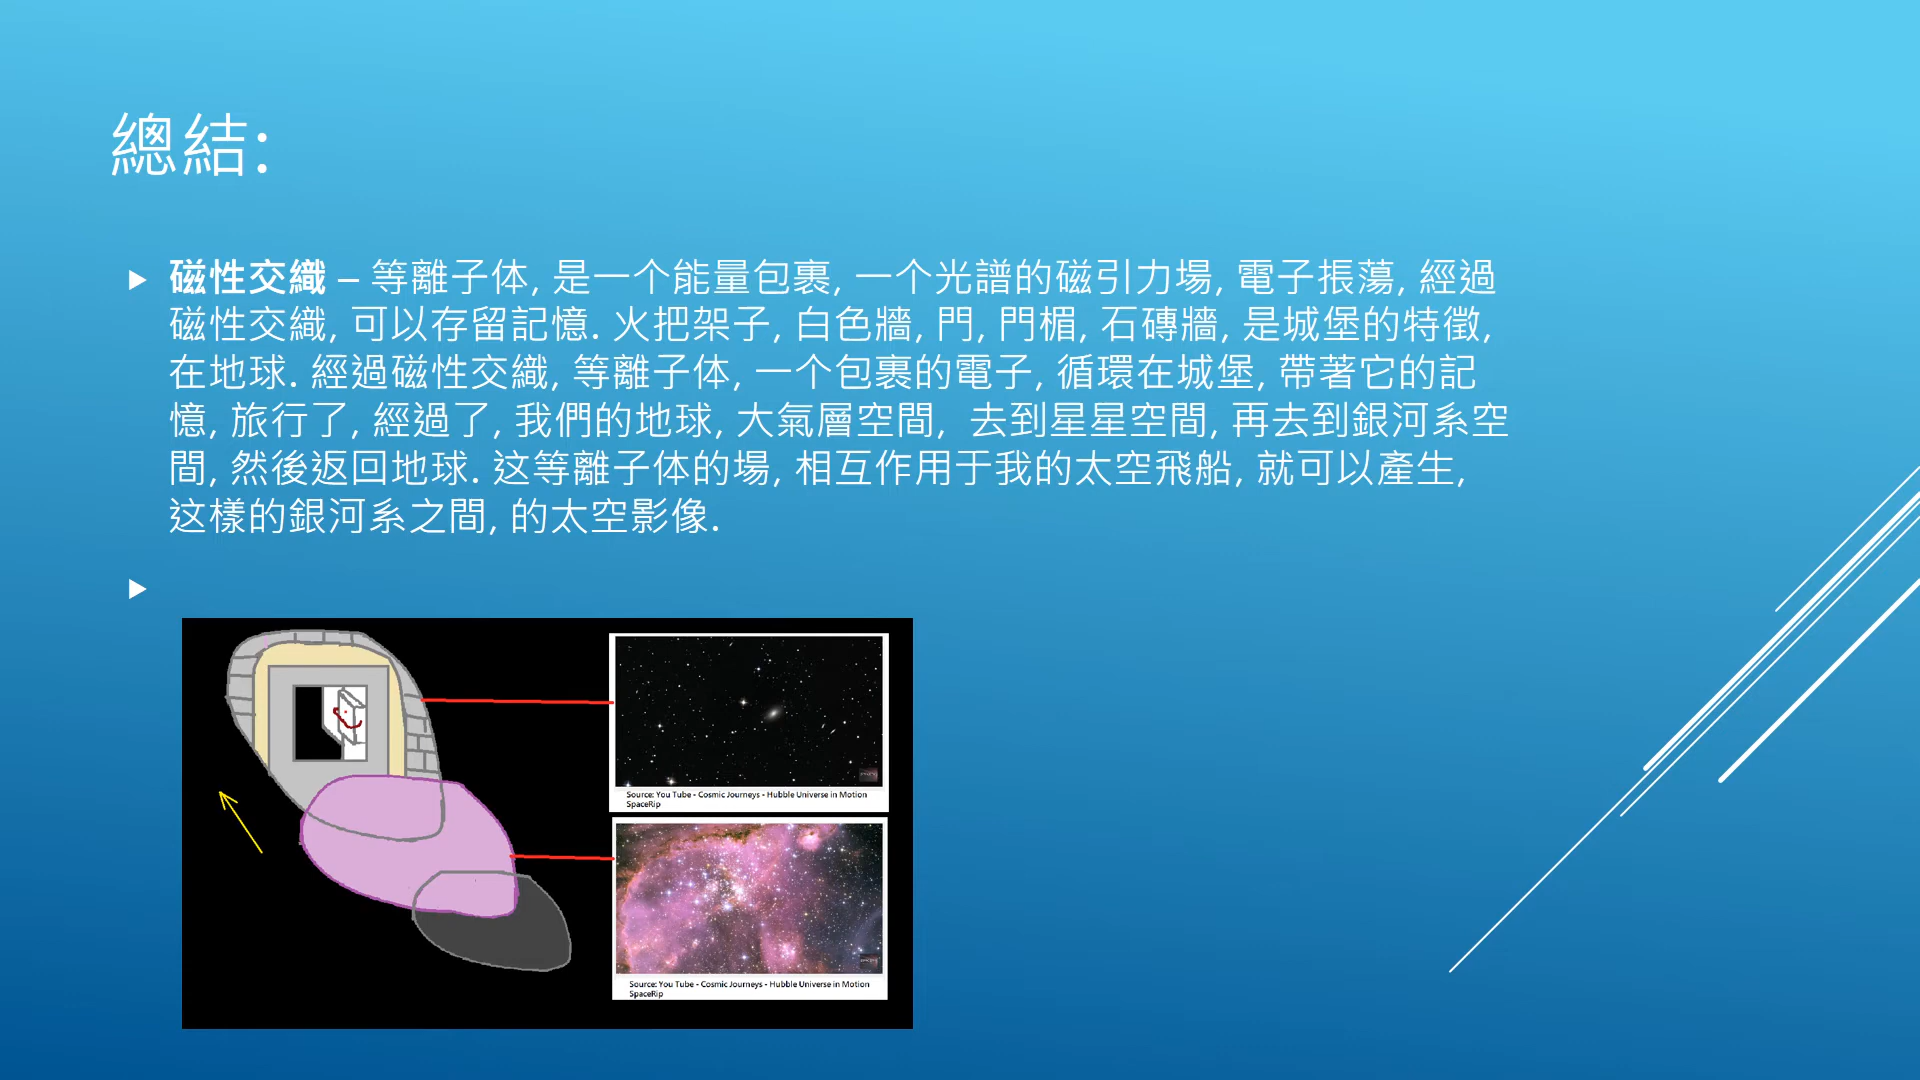 總結:
磁性交織 – 等離子体, 是一个能量包裹, 一个光譜的磁引力場, 電子振蕩, 經過
磁性交織, 可以存留記憶. 火把架子, 白色牆, 門, 門楣, 石磚牆, 是城堡的特徵,
在地球. 經過磁性交織, 等離子体, 一个包裹的電子, 循環在城堡, 帶著它的記
憶, 旅行了, 經過了, 我們的地球, 大氣層空間, 去到星星空間, 再去到銀河系空
間, 然後返回地球. 这等離子体的場, 相互作用于我的太空飛船, 就可以產生,
这樣的銀河系之間, 的太空影像.
Source: You Tube - Cosmic Journeys - Hubble Universe in Motion
SpaceRip
Source: You Tube - Cosmic Journeys - Hubble Universe in Motion
SpaceRip